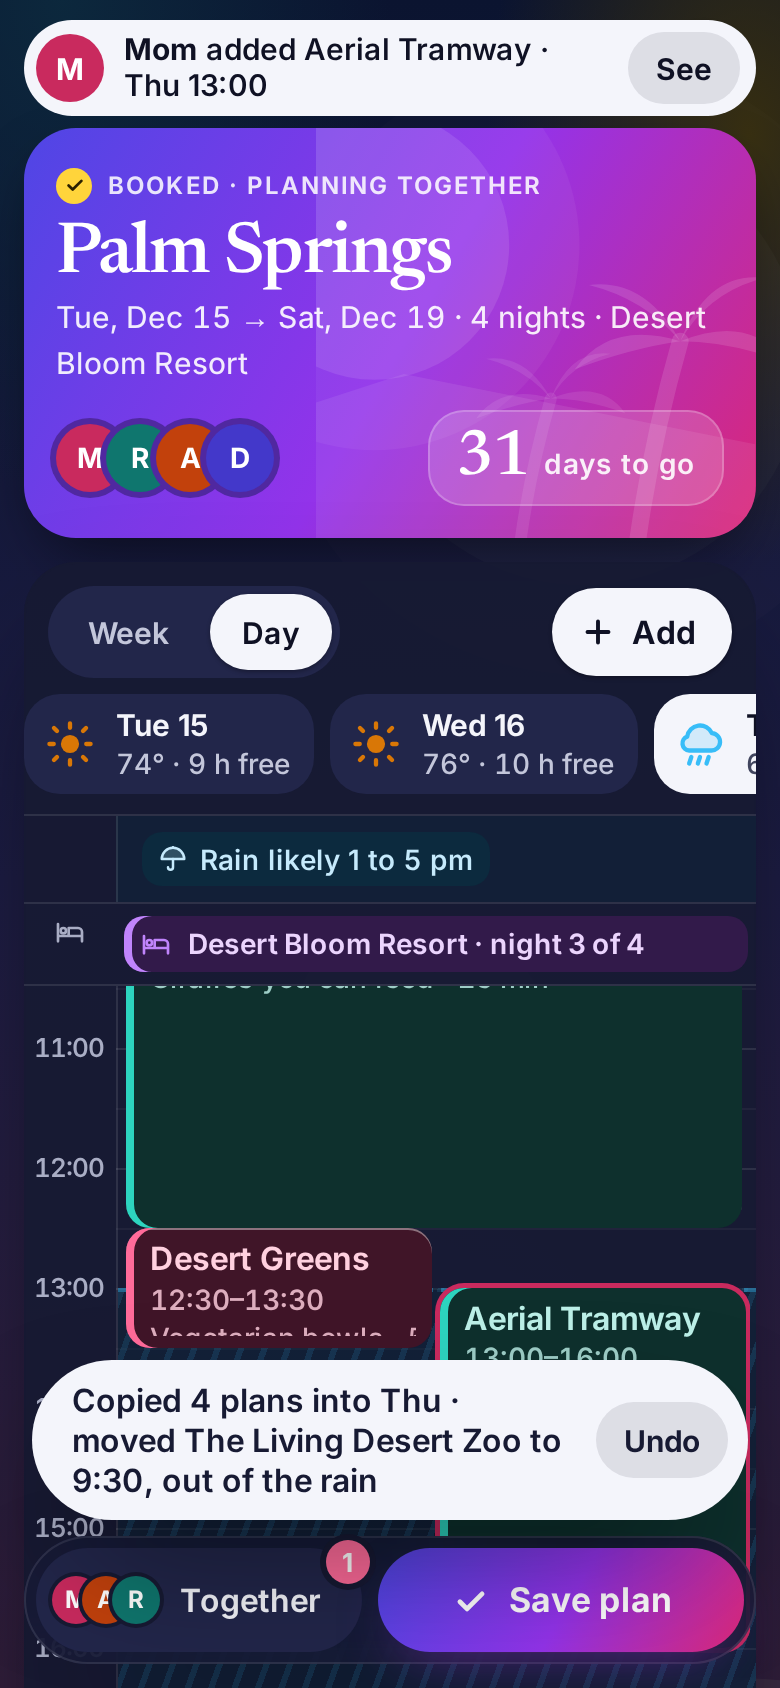 M
Mom added Aerial Tramway ·
Thu 13:00
See
BOOKED · PLANNING TOGETHER
Palm Springs
Tue, Dec 15 → Sat, Dec 19 · 4 nights · Desert
Bloom Resort
M R A D
31 days to go
Week
Day
+ Add
Tue 15
74° · 9 h free
Wed 16
76° · 10 h free
Rain likely 1 to 5 pm
Desert Bloom Resort · night 3 of 4
11:00
12:00
Desert Greens
12:30–13:30
13:00
Aerial Tramway
13:00–16:00
Copied 4 plans into Thu ·
moved The Living Desert Zoo to
9:30, out of the rain
Undo
15:00
M A R
Together
1
Save plan